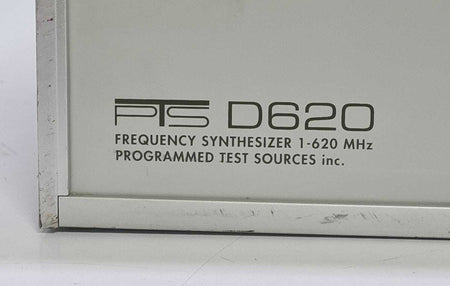 PTS D620
FREQUENCY SYNTHESIZER 1-620 MHz
PROGRAMMED TEST SOURCES inc.